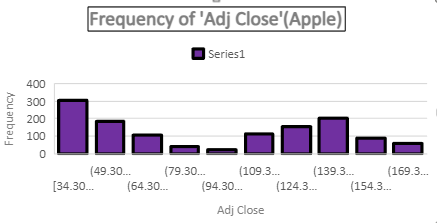 Frequency of 'Adj Close'(Apple)
Series1
400
300
200
100
0
Frequency
(49.30... (79.30... (109.3... (139.3... (169.3...
[34.30... (64.30... (94.30... (124.3... (154.3...
Adj Close